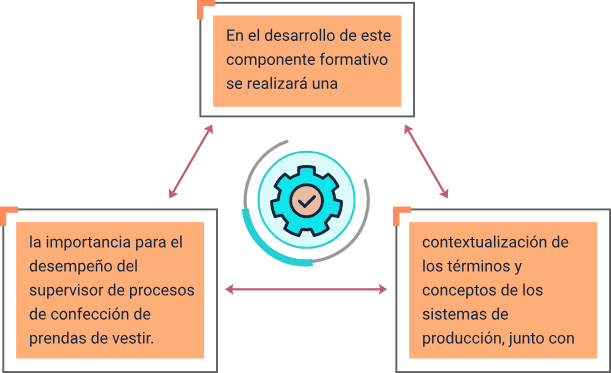 En el desarrollo de este
componente formativo
se realizará una
contextualización de
los términos y
conceptos de los
sistemas de
producción, junto con
la importancia para el
desempeño del
supervisor de procesos
de confección de
prendas de vestir.